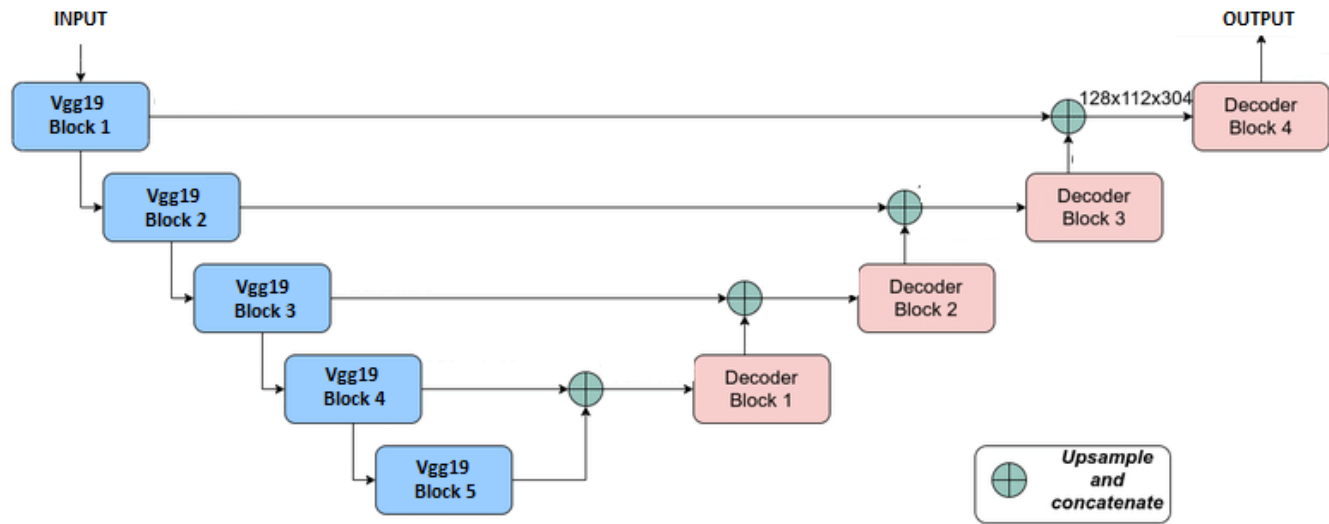 INPUT
OUTPUT
Vgg19
Block 1
128x112x304
Decoder
Block 4
Vgg19
Block 2
Decoder
Block 3
Vgg19
Block 3
Decoder
Block 2
Vgg19
Block 4
Decoder
Block 1
Vgg19
Block 5
Upsample
and
concatenate